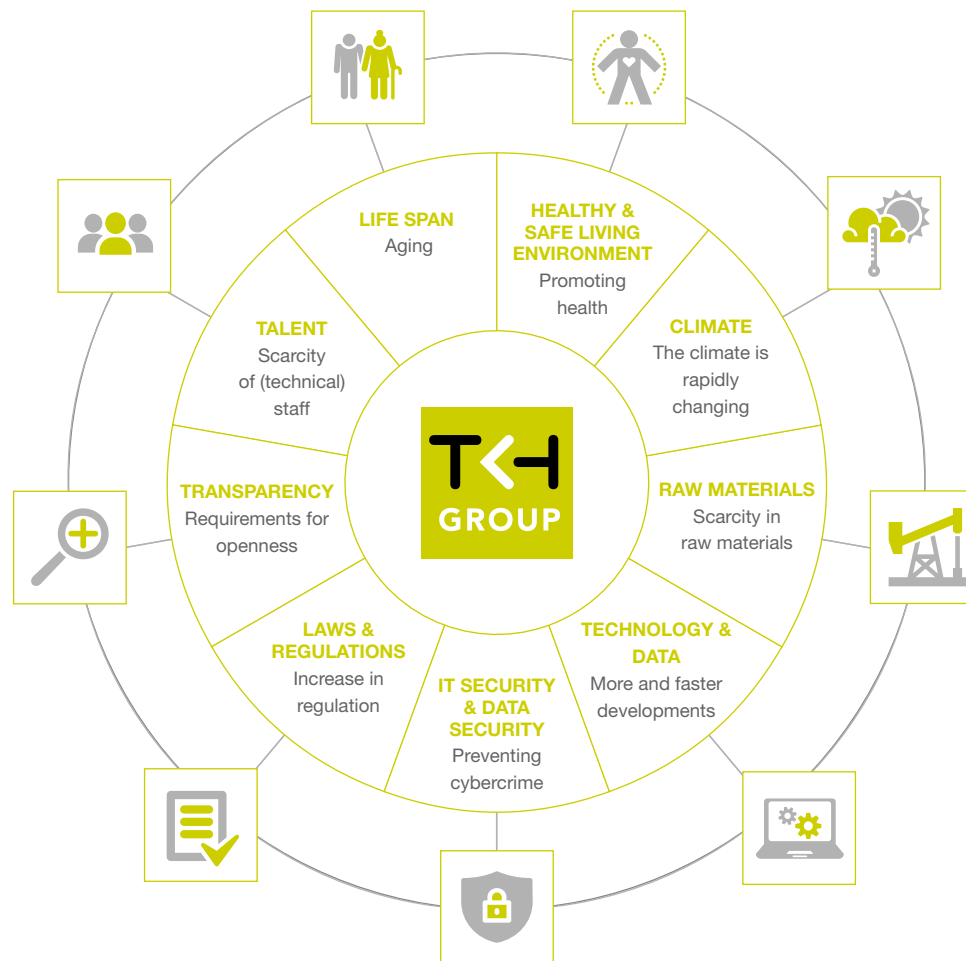 LIFE SPAN
Aging
HEALTHY &
SAFE LIVING
ENVIRONMENT
Promoting
health
CLIMATE
The climate is
rapidly
changing
RAW MATERIALS
Scarcity in
raw materials
TECHNOLOGY &
DATA
More and faster
developments
IT SECURITY
& DATA
SECURITY
Preventing
cybercrime
LAWS &
REGULATIONS
Increase in
regulation
TRANSPARENCY
Requirements for
openness
TALENT
Scarcity
of (technical)
staff
TKH
GROUP